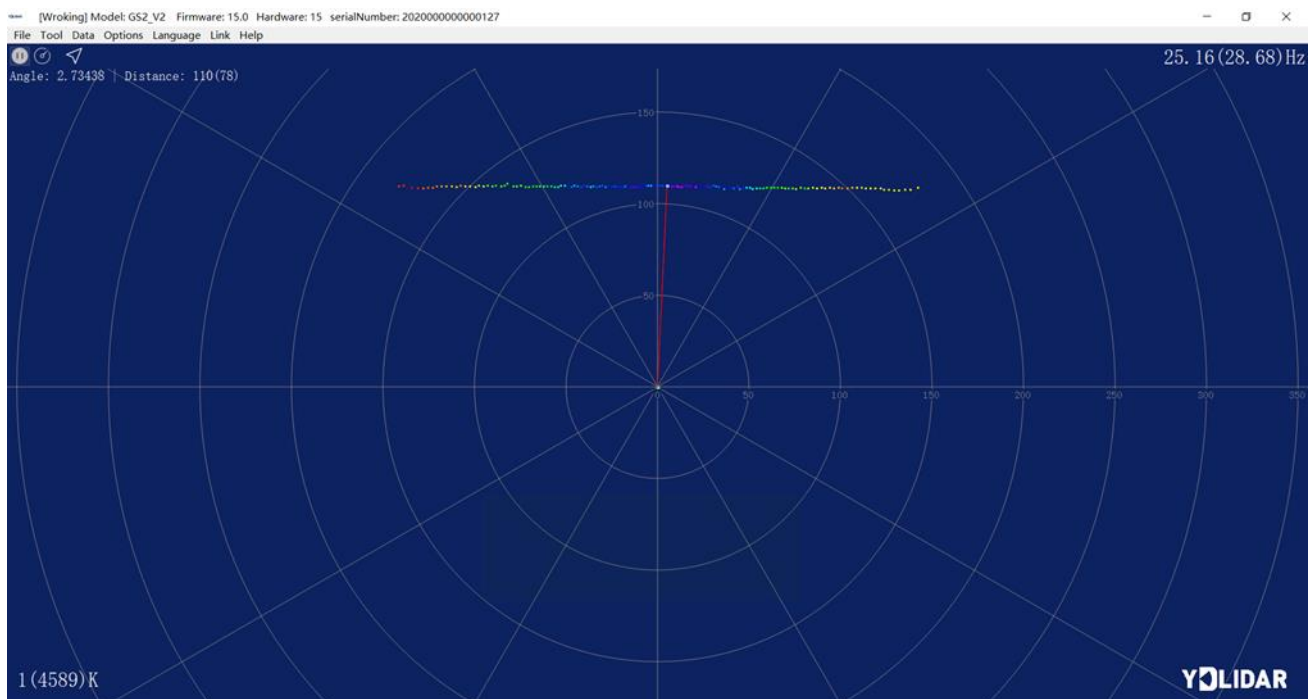 [Wroking] Model: GS2_V2 Firmware: 15.0 Hardware: 15 serialNumber: 2020000000000127
File Tool Data Options Language Link Help
25.16(28.68)Hz
Angle: 2.73438 | Distance: 110(78)
150
100
50
0 50 100 150 200 250 300 350
1(4589)K
YDLIDAR